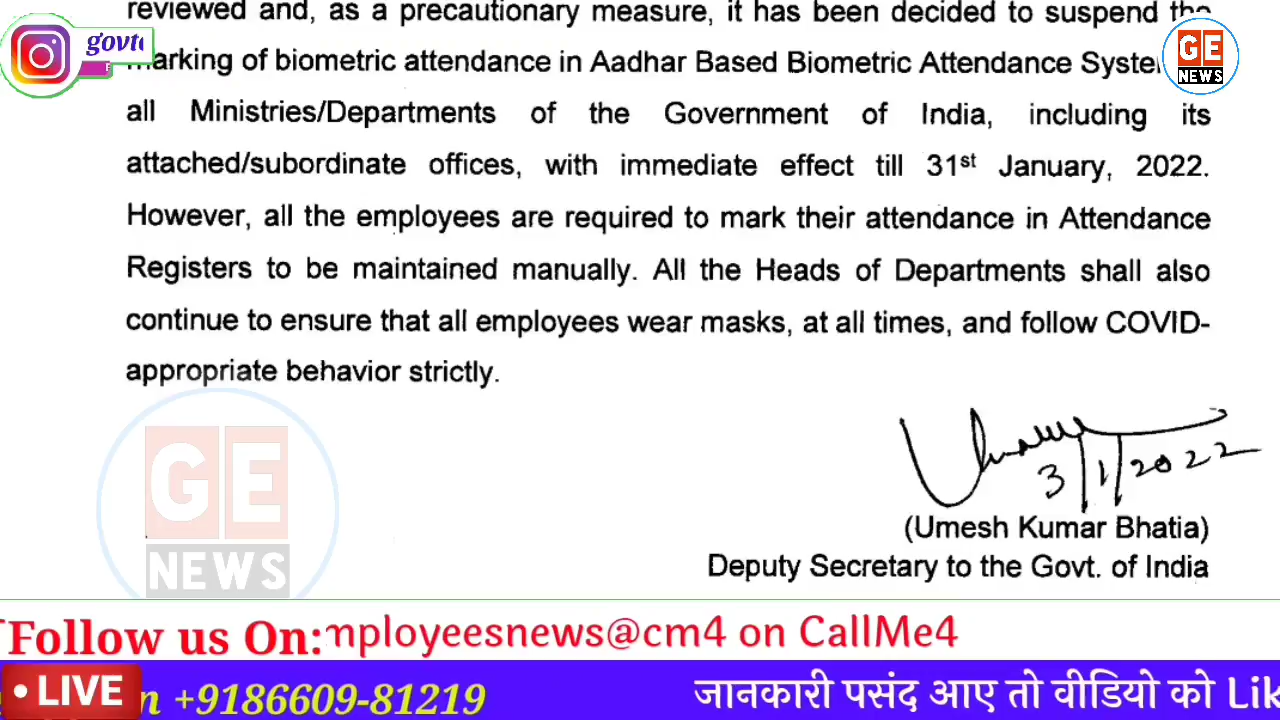 reviewed and, as a precautionary measure, it has been decided to suspend the
marking of biometric attendance in Aadhar Based Biometric Attendance
all Ministries/Departments of the Government of India, including its
attached/subordinate offices, with immediate effect till 31st January, 2022.
However, all the employees are required to mark their attendance in Attendance
Registers to be maintained manually. All the Heads of Departments shall also
continue to ensure that all employees wear masks, at all times, and follow COVID-
appropriate behavior strictly.
3/1/2022
(Umesh Kumar Bhatia)
Deputy Secretary to the Govt. of India
GE
NEWS
GE
NEWS
Follow us On: mployeesnews@cm4 on CallMe4
• LIVE +9186609-81219 जानकारी पसंद आए तो वीडियो को Lik